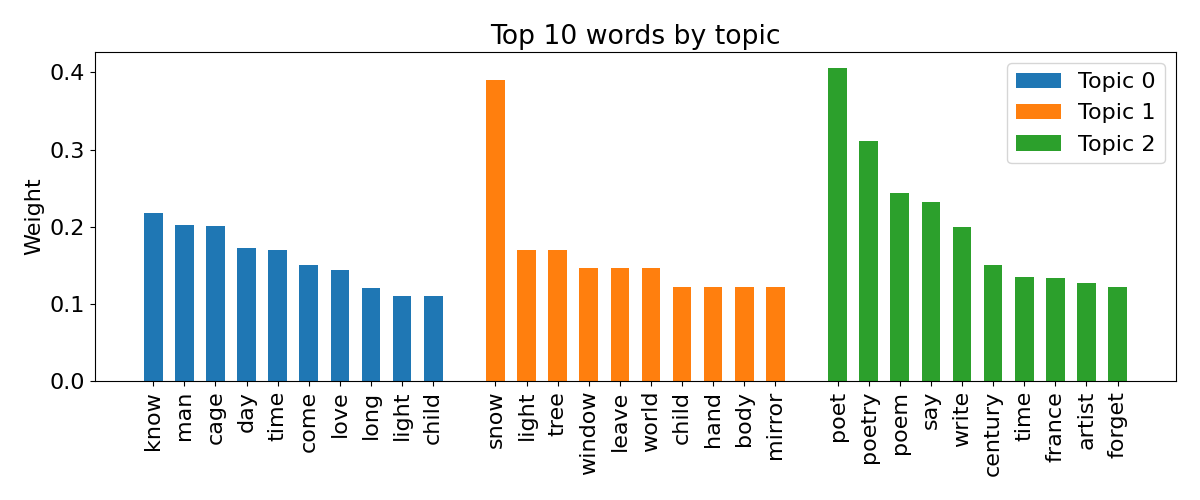 Top 10 words by topic
Weight
0.4
0.3
0.2
0.1
0.0
Topic 0
Topic 1
Topic 2
know
man
cage
day
time
come
love
long
light
child
snow
light
tree
window
leave
world
child
hand
body
mirror
poet
poetry
poem
say
write
century
time
france
artist
forget